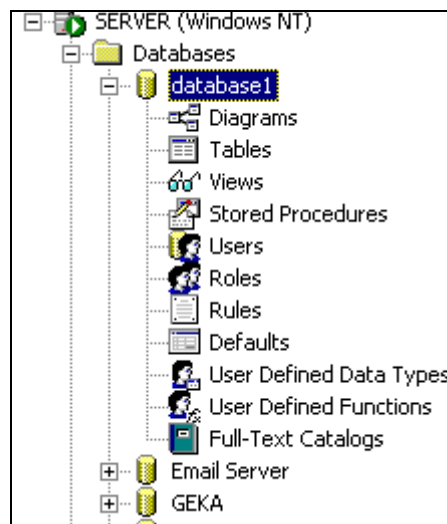 SERVER (Windows NT)
Databases
database1
Diagrams
Tables
Views
Stored Procedures
Users
Roles
Rules
Defaults
User Defined Data Types
User Defined Functions
Full-Text Catalogs
Email Server
GEKA